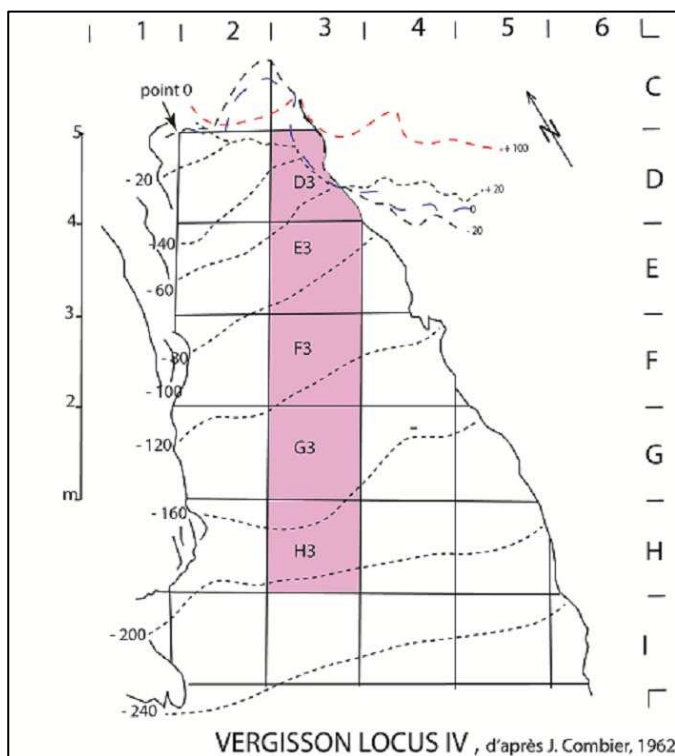 1 2 3 4 5 6
point 0
C
5
-+100
D
-20
D3
+20
0
-20
4
-40
E3
E
-60
3
F3
F
-80
-100
2
-120
G3
G
m
-160
H3
H
-200
I
-240
VERGISSON LOCUS IV , d'après J. Combier, 1962
N